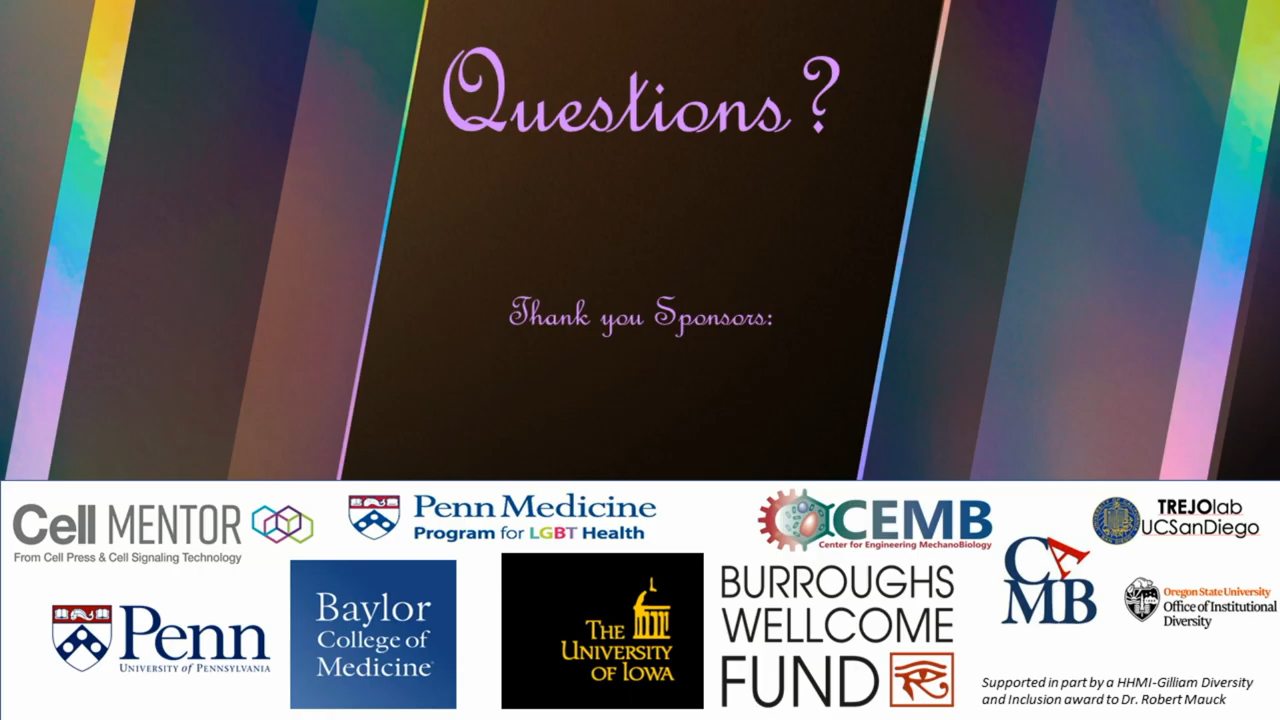 Questions?
Thank you Sponsors:
Cell MENTOR
From Cell Press & Cell Signaling Technology
Penn Medicine
Program for LGBT Health
CEMB
Center for Engineering MechanoBiology
TREJOlab
UCSanDiego
Penn
UNIVERSITY OF PENNSYLVANIA
Baylor
College of
Medicine
THE
UNIVERSITY
OF IOWA
BURROUGHS
WELLCOME
FUND
CA
MB
Oregon State University
Office of Institutional
Diversity
Supported in part by a HHMI-Gilliam Diversity
and Inclusion award to Dr. Robert Mauck